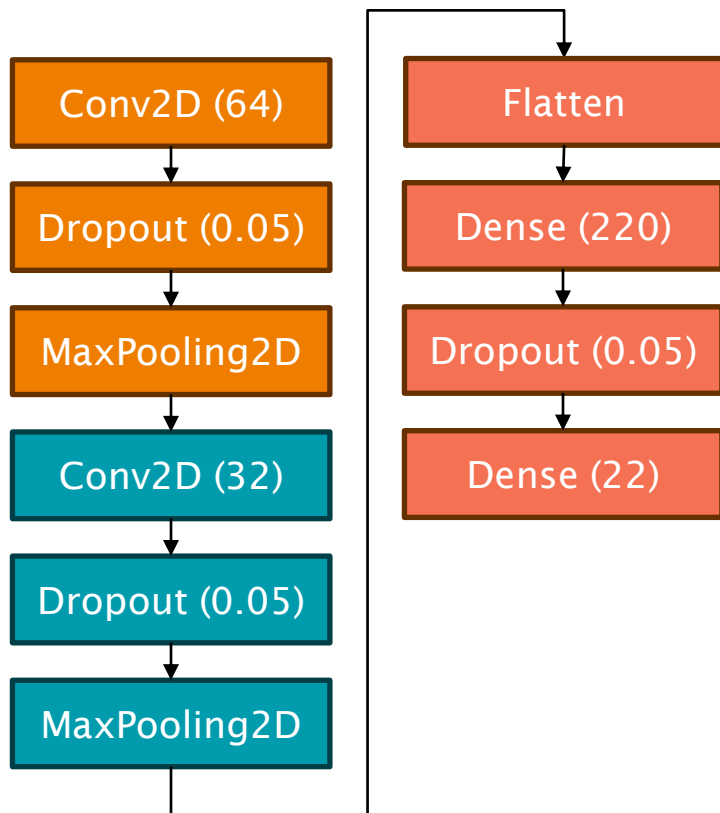 Conv2D (64)
Dropout (0.05)
MaxPooling2D
Conv2D (32)
Dropout (0.05)
MaxPooling2D
Flatten
Dense (220)
Dropout (0.05)
Dense (22)